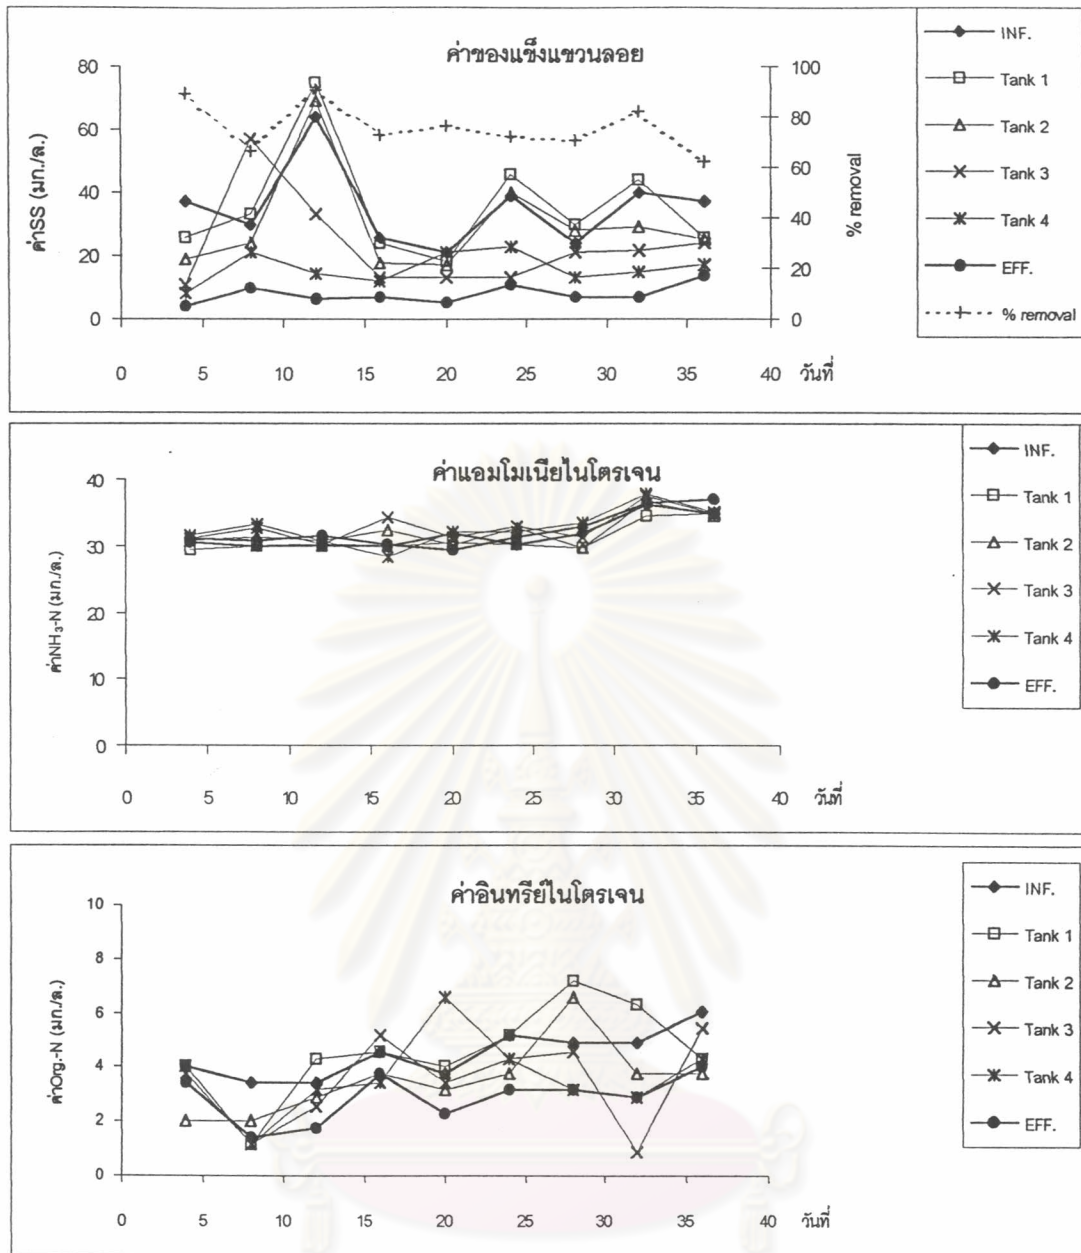 ค่าของแข็งแขวนลอย
ค่าSS (มก./ล.)
80
60
40
20
0
100
80
60
40
20
0
% removal
0 5 10 15 20 25 30 35 40 วันที่
INF.
Tank 1
Tank 2
Tank 3
Tank 4
EFF.
% removal
ค่าแอมโมเนียไนโตรเจน
ค่าNH₃-N (มก./ล.)
40
30
20
10
0
0 5 10 15 20 25 30 35 40 วันที่
INF.
Tank 1
Tank 2
Tank 3
Tank 4
EFF.
ค่าอินทรีย์ไนโตรเจน
ค่าOrg.-N (มก./ล.)
10
8
6
4
2
0
0 5 10 15 20 25 30 35 40 วันที่
INF.
Tank 1
Tank 2
Tank 3
Tank 4
EFF.